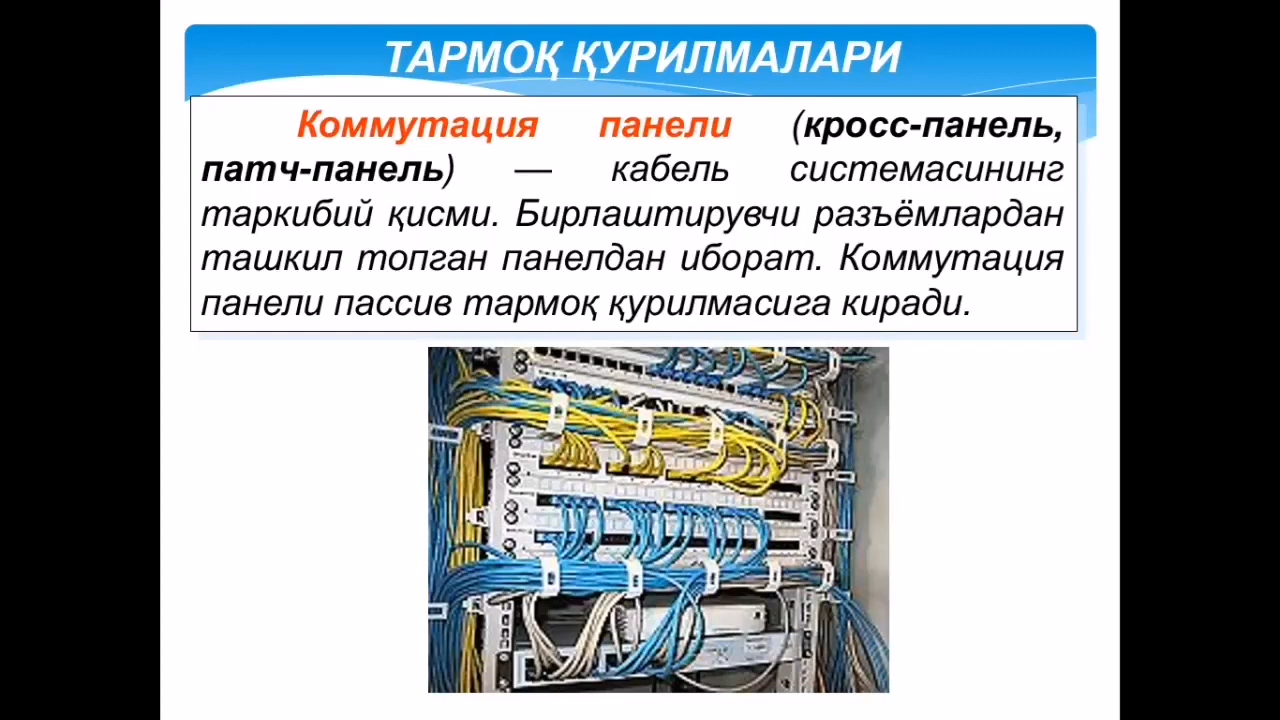 ТАРМОҚ ҚУРИЛМАЛАРИ
Коммутация панели (кросс-панель,
патч-панель) — кабель системасининг
таркибий қисми. Бирлаштирувчи разъёмлардан
ташкил топган панелдан иборат. Коммутация
панели пассив тармоқ қурилмасига киради.